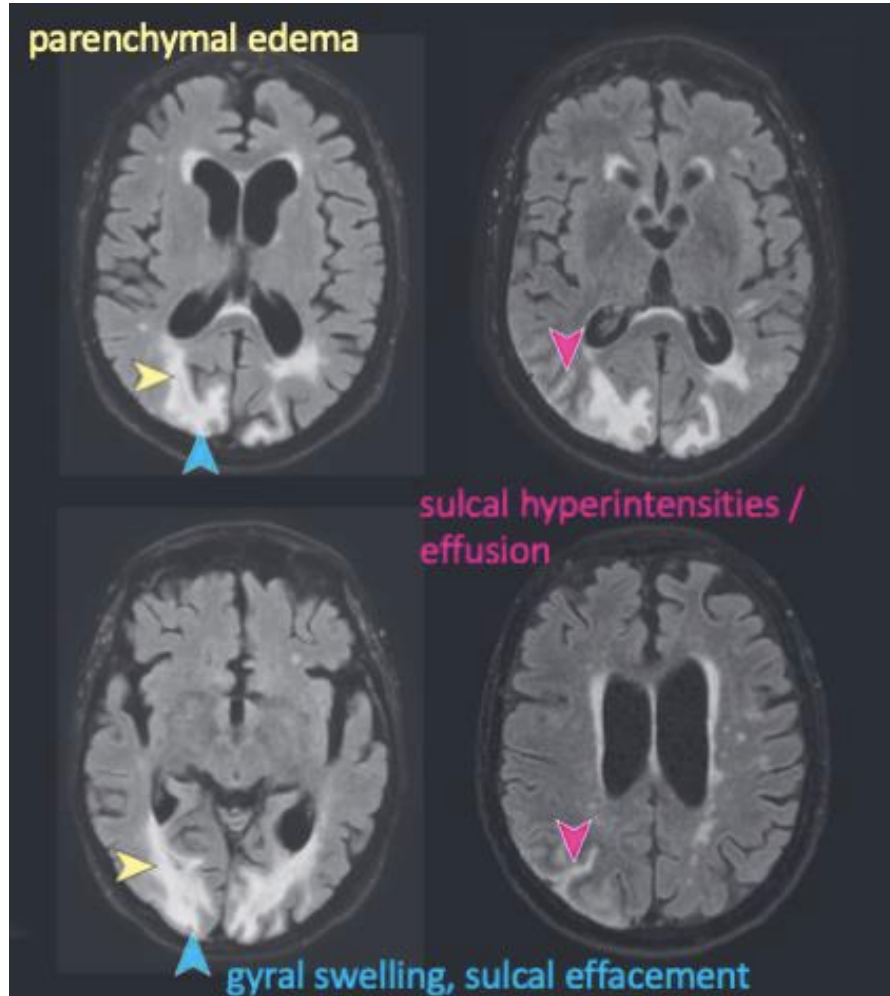 parenchymal edema
sulcal hyperintensities /
effusion
gyral swelling, sulcal effacement